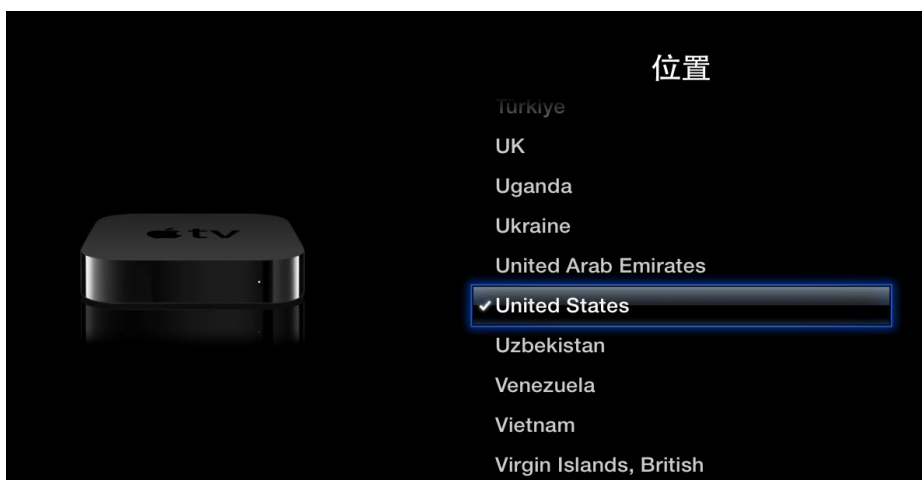 位置
Türkiye
UK
Uganda
Ukraine
United Arab Emirates
tv
United States
Uzbekistan
Venezuela
Vietnam
Virgin Islands, British